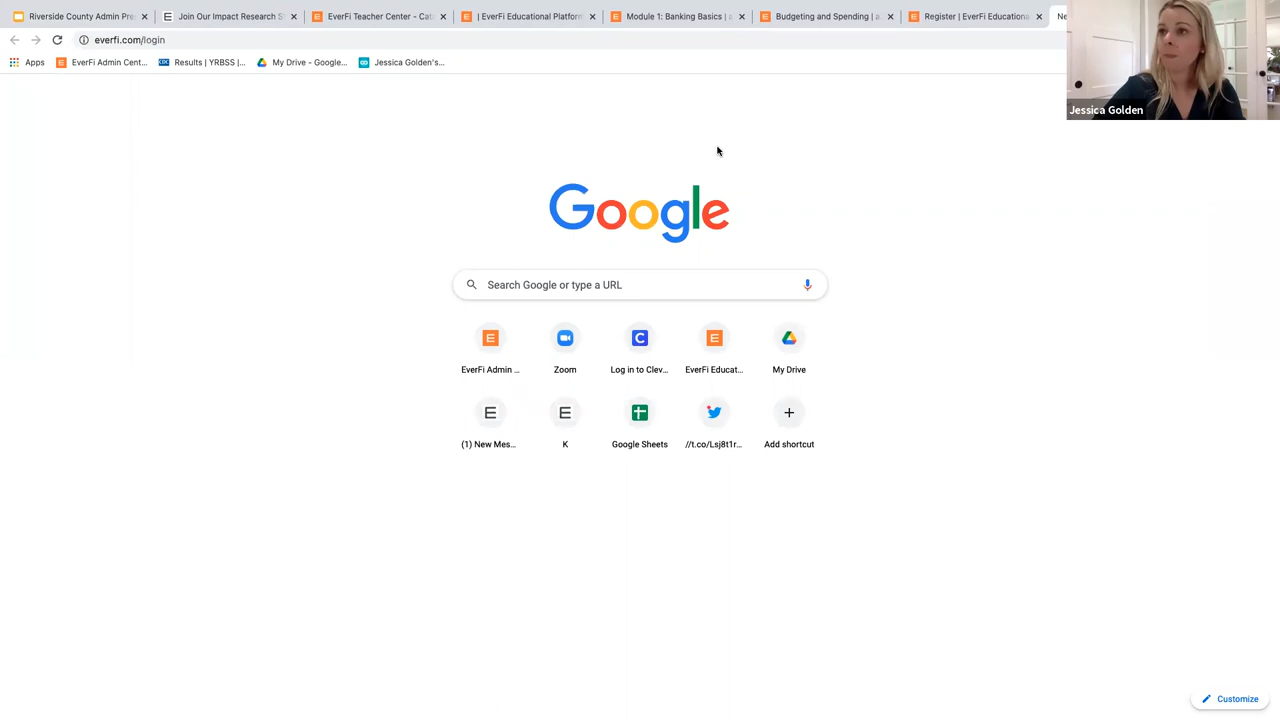 Riverside County Admin Pre
Join Our Impact Research S
EverFi Teacher Center - Cat
| EverFi Educational Platform
Module 1: Banking Basics | a
Budgeting and Spending | a
Register | EverFi Educationa
Ne
everfi.com/login
Apps
EverFi Admin Cent...
Results | YRBSS |...
My Drive - Google...
Jessica Golden's...
Jessica Golden
Google
Search Google or type a URL
EverFi Admin ...
Zoom
Log in to Clev...
EverFi Educat...
My Drive
(1) New Mes...
K
Google Sheets
//t.co/Lsj8t1r...
Add shortcut
Customize